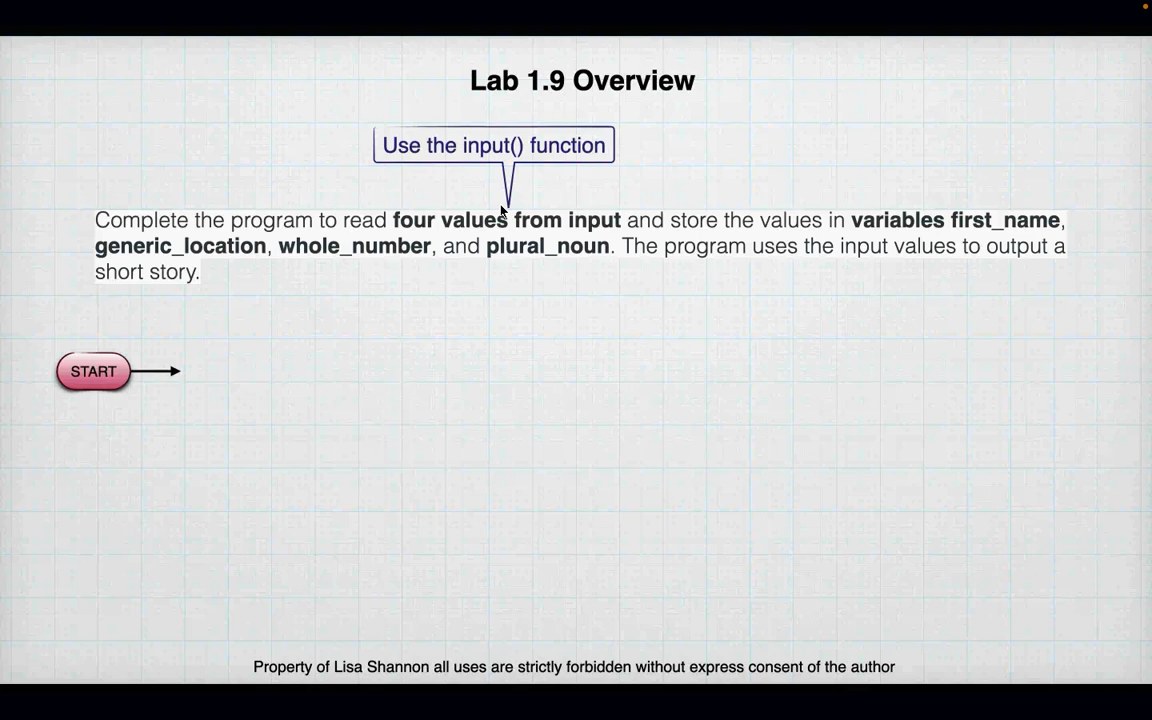 Lab 1.9 Overview
Use the input() function
Complete the program to read four values from input and store the values in variables first_name,
generic_location, whole_number, and plural_noun. The program uses the input values to output a
short story.
START
Property of Lisa Shannon all uses are strictly forbidden without express consent of the author